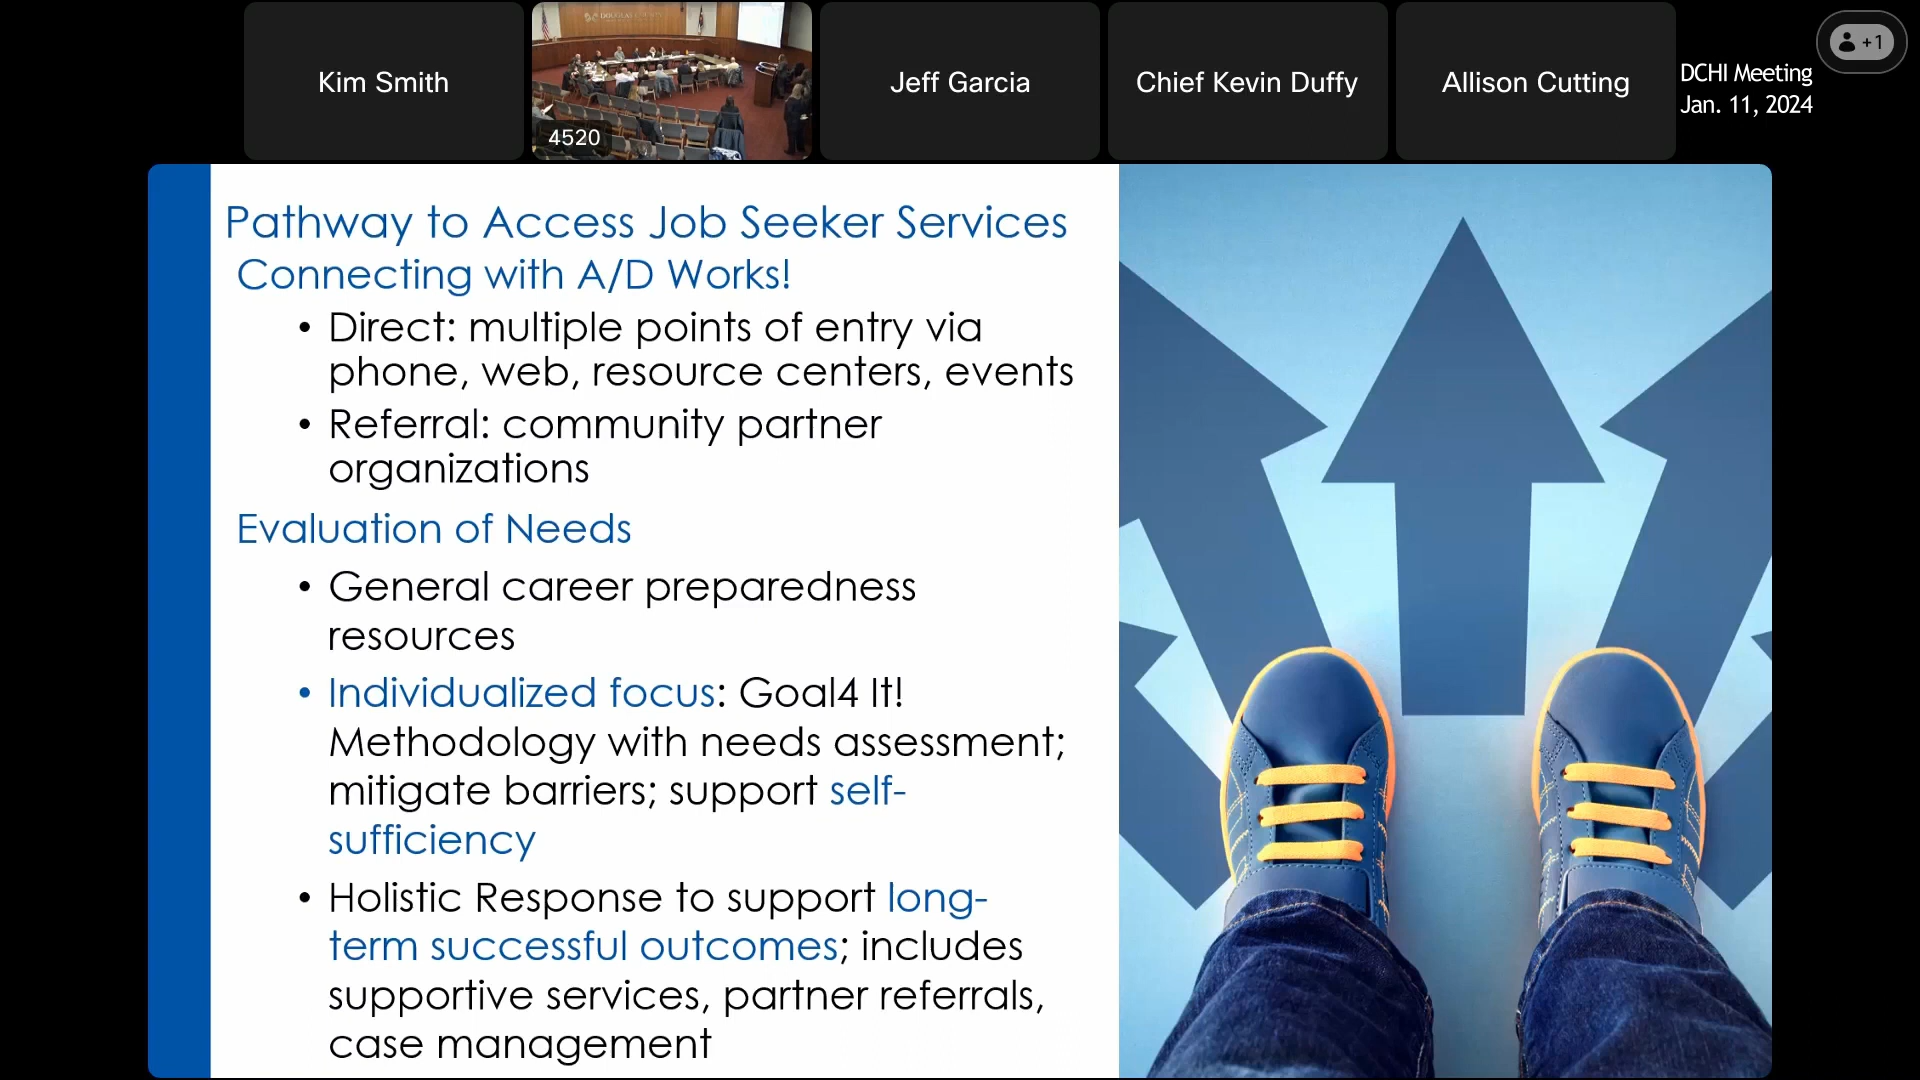 Kim Smith
DOUGLAS COUNTY
4520
Jeff Garcia
Chief Kevin Duffy
Allison Cutting
DCHI Meeting
Jan. 11, 2024
+1
Pathway to Access Job Seeker Services
Connecting with A/D Works!
• Direct: multiple points of entry via
phone, web, resource centers, events
• Referral: community partner
organizations
Evaluation of Needs
• General career preparedness
resources
• Individualized focus: Goal4 It!
Methodology with needs assessment;
mitigate barriers; support self-
sufficiency
• Holistic Response to support long-
term successful outcomes; includes
supportive services, partner referrals,
case management